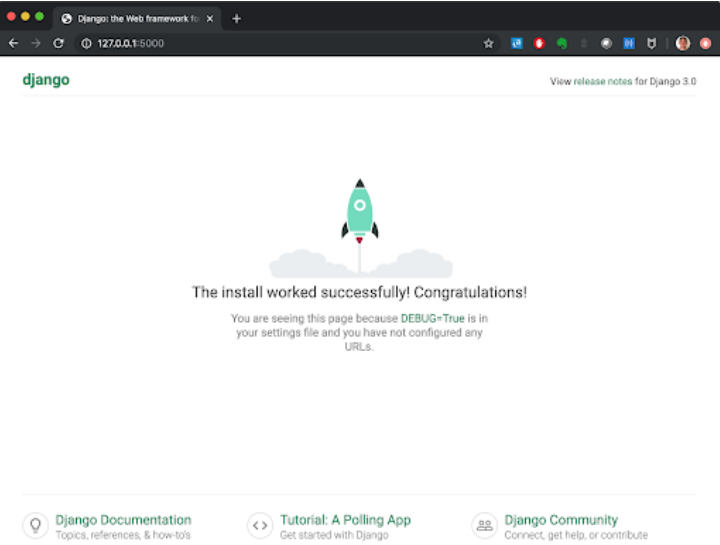 Django: the Web framework fo
127.0.0.1:5000
django
View release notes for Django 3.0
The install worked successfully! Congratulations!
You are seeing this page because DEBUG=True is in
your settings file and you have not configured any
URLs.
Django Documentation
Topics, references, & how-to's
Tutorial: A Polling App
Get started with Django
Django Community
Connect, get help, or contribute